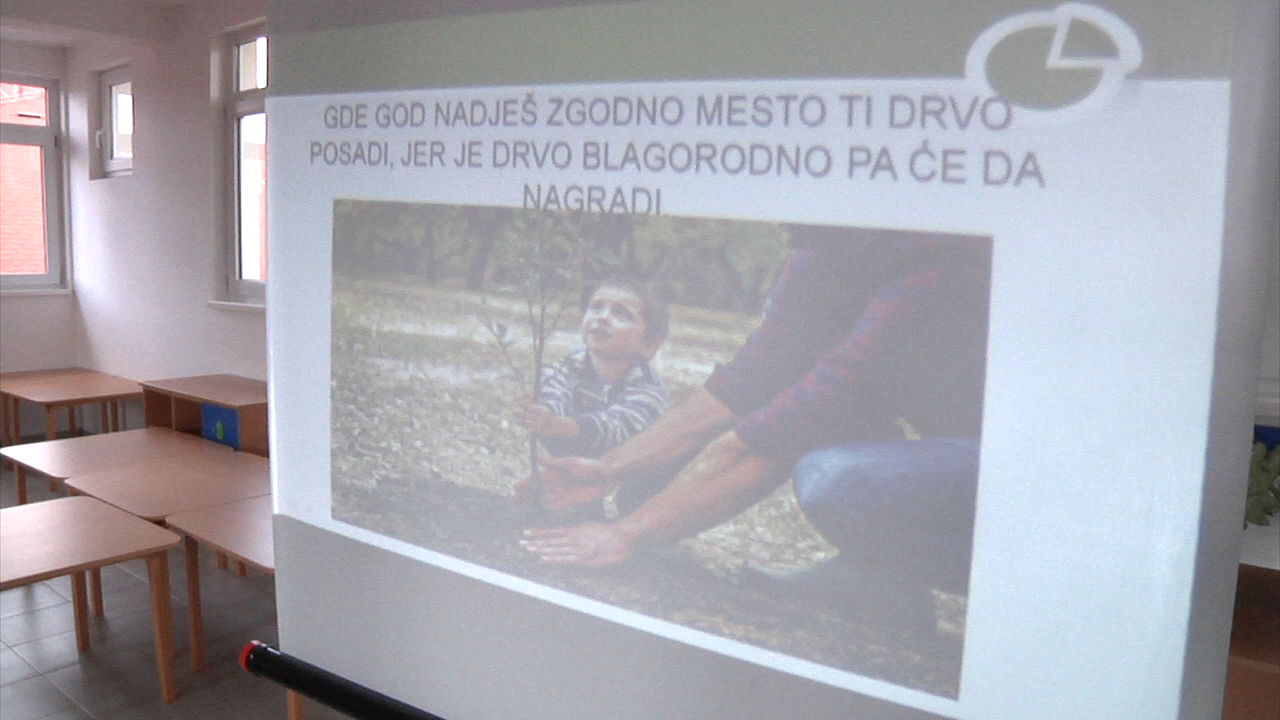 GDE GOD NADJEŠ ZGODNO MESTO TI DRVO
POSADI, JER JE DRVO BLAGORODNO PA ĆE DA
NAGRADI